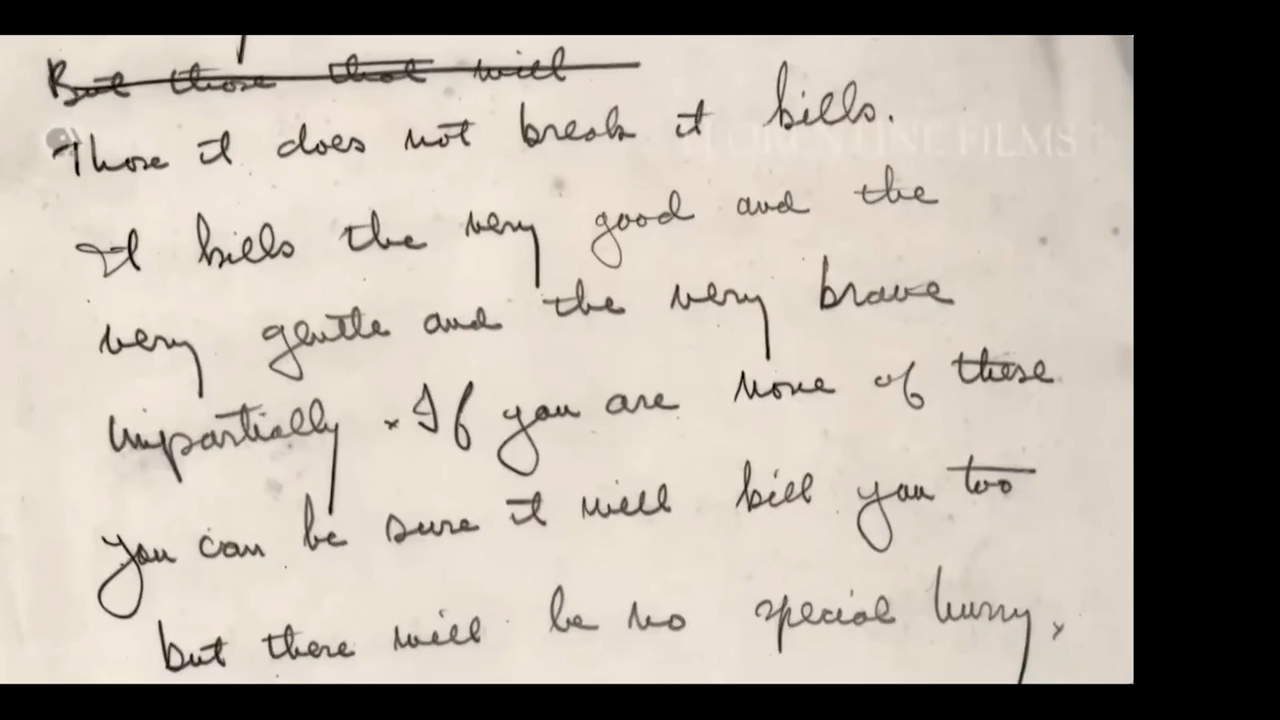 But those that will
Those it does not break it kills.
FLORENTINE FILMS
It kills the very good and the
very gentle and the very brave
impartially x If you are none of these
you can be sure it will kill you too
but there will be no special hurry x